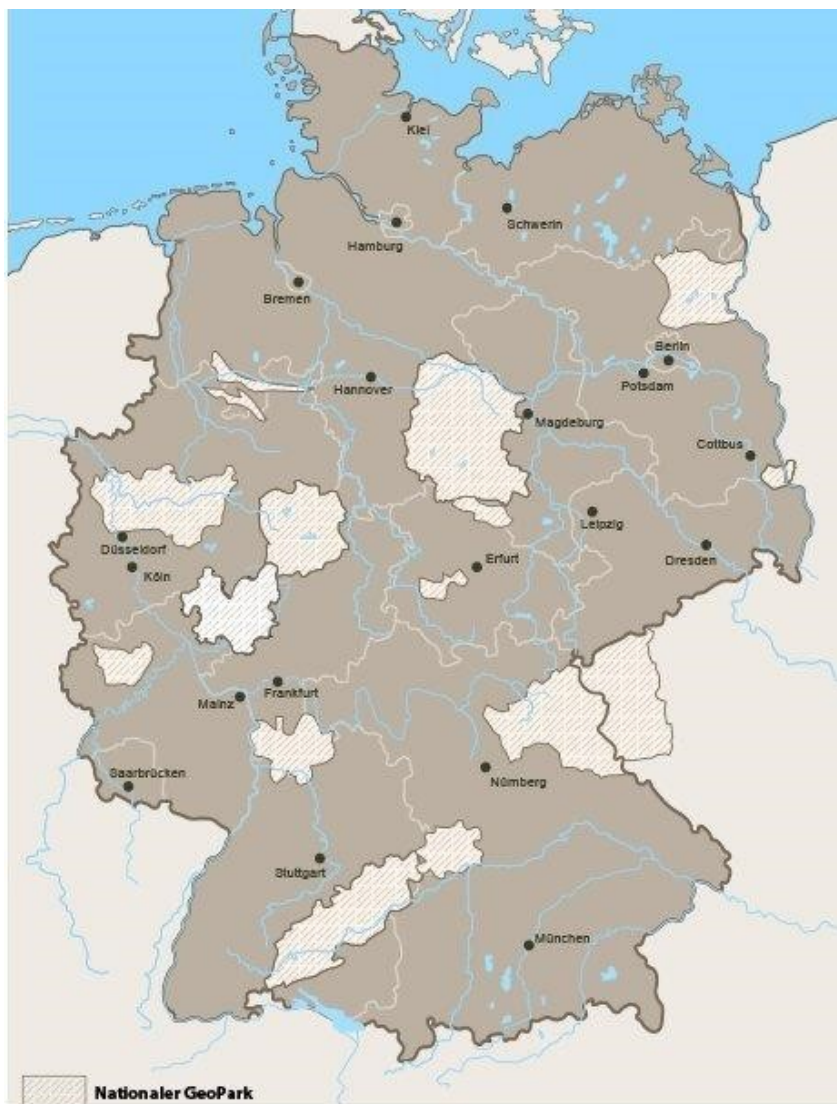 Kiel
Schwerin
Hamburg
Bremen
Berlin
Hannover
Potsdam
Magdeburg
Cottbus
Leipzig
Düsseldorf
Erfurt
Dresden
Köln
Frankfurt
Mainz
Nürnberg
Saarbrücken
Stuttgart
München
Nationaler GeoPark